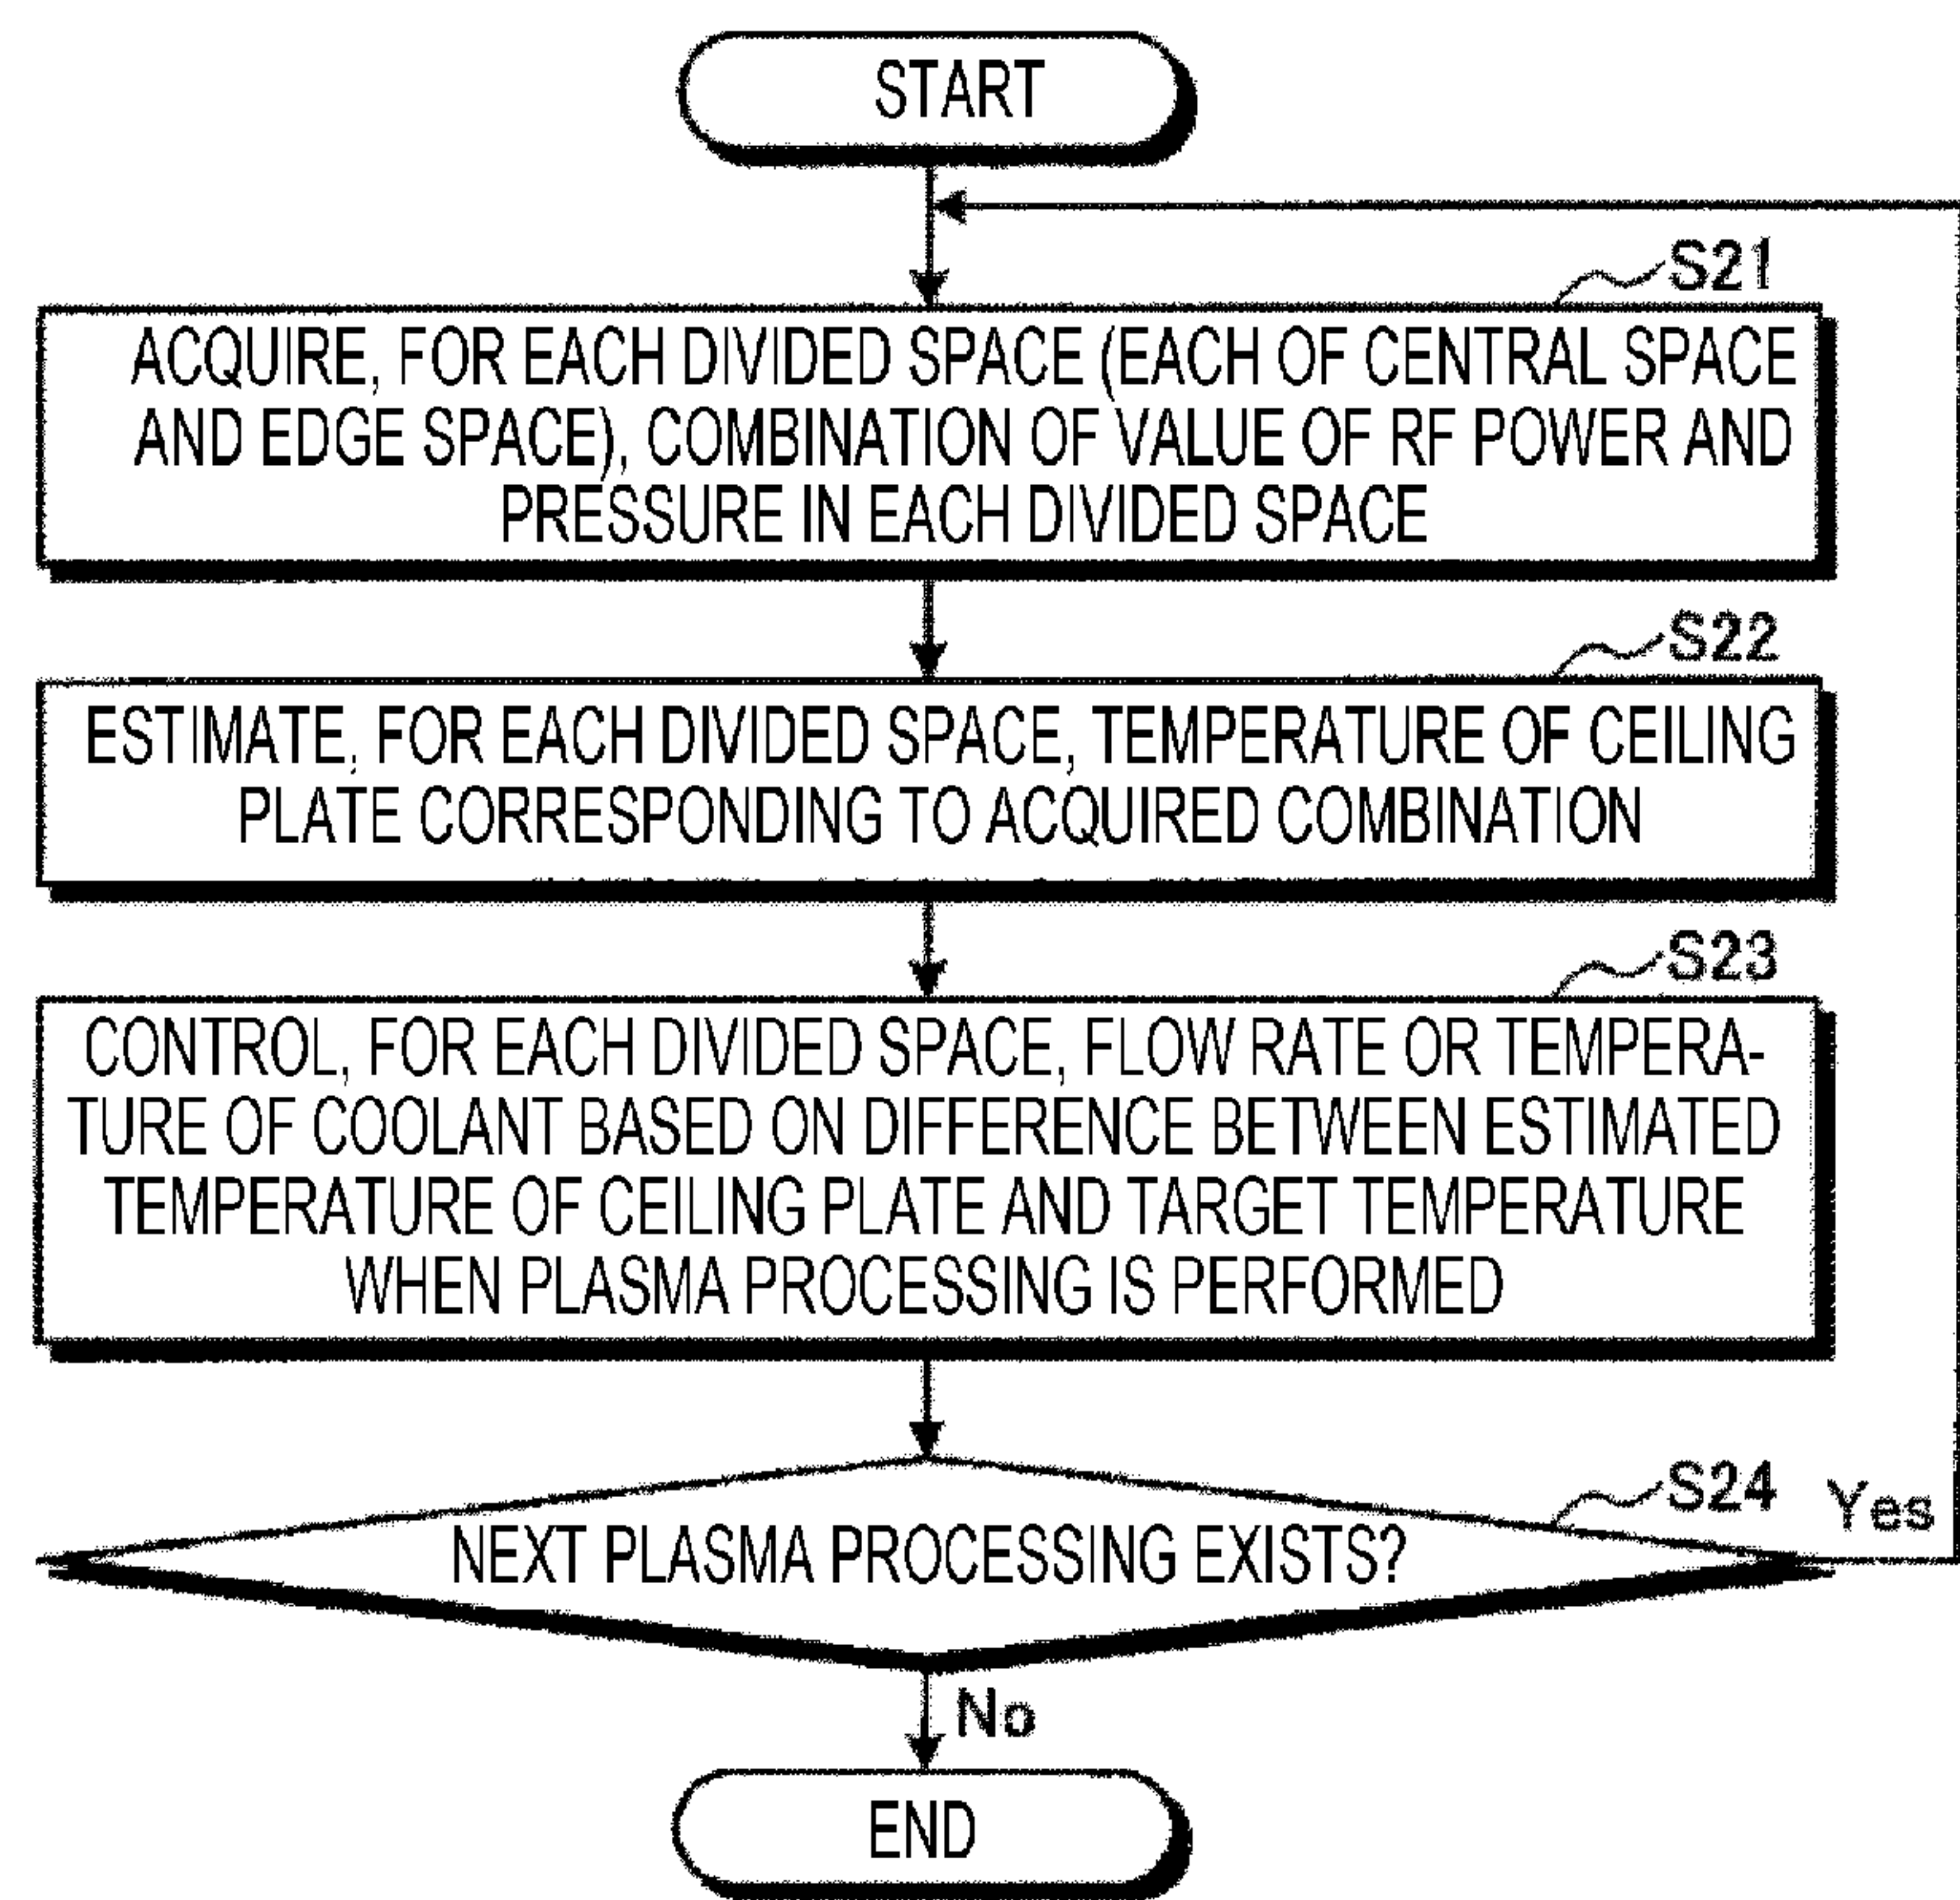 START
S21
ACQUIRE, FOR EACH DIVIDED SPACE (EACH OF CENTRAL SPACE
AND EDGE SPACE), COMBINATION OF VALUE OF RF POWER AND
PRESSURE IN EACH DIVIDED SPACE
S22
ESTIMATE, FOR EACH DIVIDED SPACE, TEMPERATURE OF CEILING
PLATE CORRESPONDING TO ACQUIRED COMBINATION
S23
CONTROL, FOR EACH DIVIDED SPACE, FLOW RATE OR TEMPERA-
TURE OF COOLANT BASED ON DIFFERENCE BETWEEN ESTIMATED
TEMPERATURE OF CEILING PLATE AND TARGET TEMPERATURE
WHEN PLASMA PROCESSING IS PERFORMED
S24
Yes
NEXT PLASMA PROCESSING EXISTS?
No
END